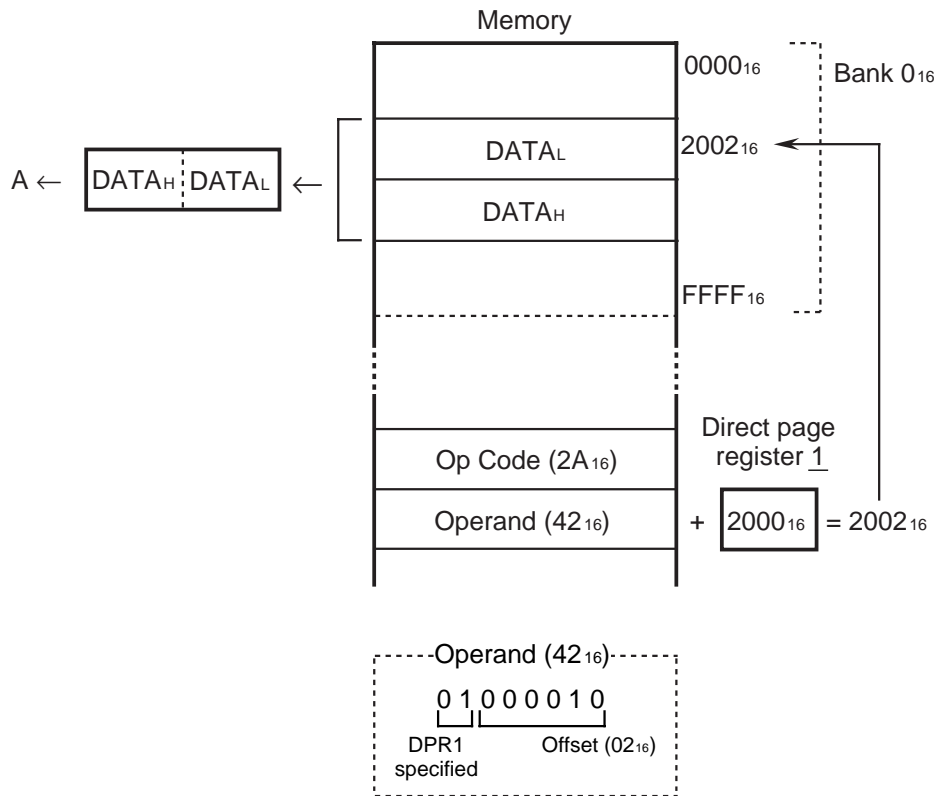 Memory
0000₁₆
Bank 0₁₆
DATAL
2002₁₆
A ← DATAH DATAL ←
DATAH
FFFF₁₆
Direct page
register 1
Op Code (2A₁₆)
Operand (42₁₆) + 2000₁₆ = 2002₁₆
Operand (42₁₆)
0 1 0 0 0 0 1 0
DPR1 Offset (02₁₆)
specified